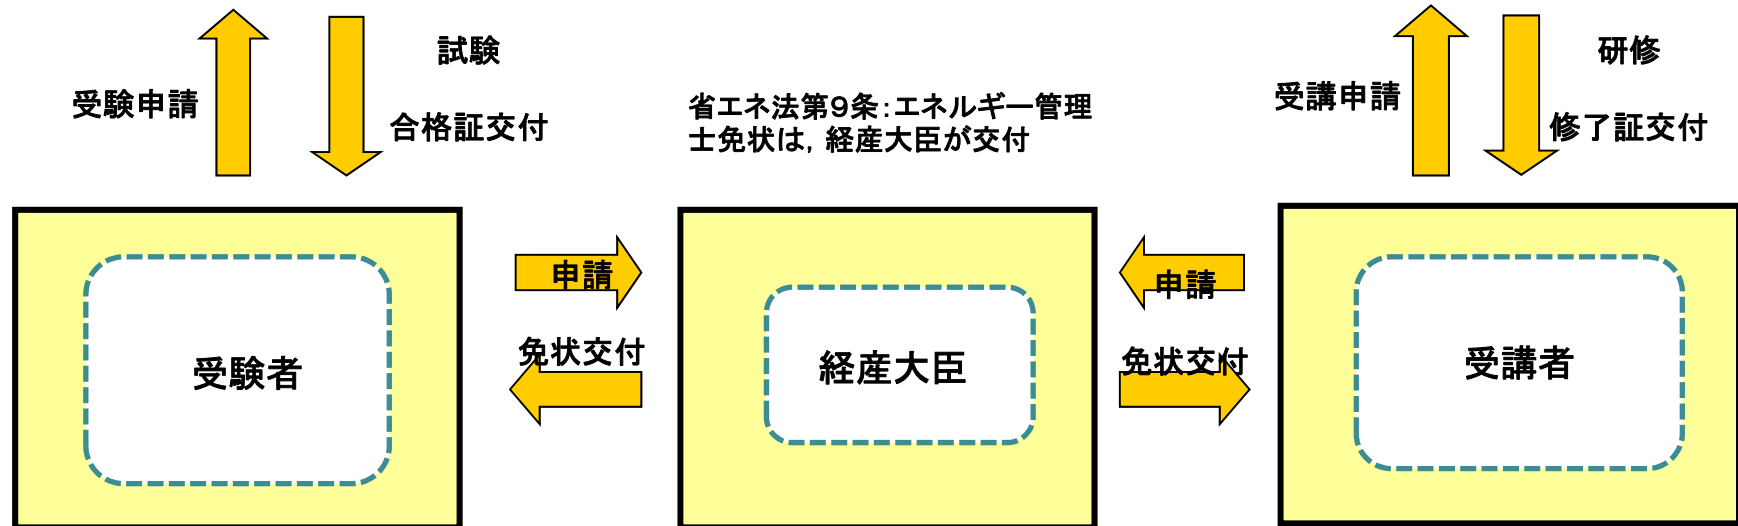 受験申請
試験
合格証交付
省エネ法第9条:エネルギー管理
士免状は，経産大臣が交付
受講申請
研修
修了証交付
受験者
申請
免状交付
経産大臣
申請
免状交付
受講者